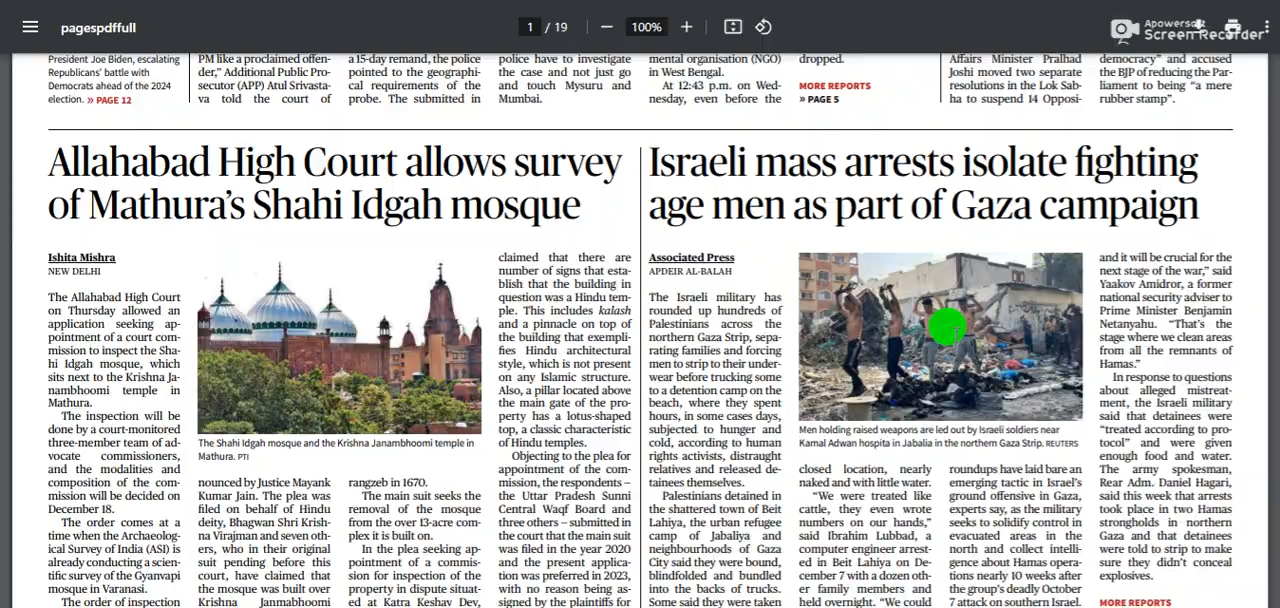 pagespdffull
1 / 19
100%
Apowersoft
Screen Recorder
President Joe Biden, escalating
Republicans' battle with
Democrats ahead of the 2024
election. » PAGE 12
PM like a proclaimed offen-
der," Additional Public Pro-
secutor (APP) Atul Srivasta-
va told the court of
a 15-day remand, the police
pointed to the geographi-
cal requirements of the
probe. The submitted in
police have to investigate
the case and not just go
and touch Mysuru and
Mumbai.
mental organisation (NGO)
in West Bengal.
At 12:43 p.m. on Wed-
nesday, even before the
dropped.
MORE REPORTS
» PAGE 5
Affairs Minister Pralhad
Joshi moved two separate
resolutions in the Lok Sab-
ha to suspend 14 Opposi-
democracy" and accused
the BJP of reducing the Par-
liament to being "a mere
rubber stamp".
Allahabad High Court allows survey
of Mathura's Shahi Idgah mosque
Ishita Mishra
NEW DELHI
The Allahabad High Court
on Thursday allowed an
application seeking ap-
pointment of a court com-
mission to inspect the Sha-
hi Idgah mosque, which
sits next to the Krishna Ja-
nambhoomi temple in
Mathura.
The inspection will be
done by a court-monitored
three-member team of ad-
vocate commissioners,
and the modalities and
composition of the com-
mission will be decided on
December 18.
The order comes at a
time when the Archaeolog-
ical Survey of India (ASI) is
already conducting a scien-
tific survey of the Gyanvapi
mosque in Varanasi.
The order of inspection
The Shahi Idgah mosque and the Krishna Janambhoomi temple in
Mathura. PTI
nounced by Justice Mayank
Kumar Jain. The plea was
filed on behalf of Hindu
deity, Bhagwan Shri Krish-
na Virajman and seven oth-
ers, who in their original
suit pending before this
court, have claimed that
the mosque was built over
Krishna Janmabhoomi
rangzeb in 1670.
The main suit seeks the
removal of the mosque
from the over 13-acre com-
plex it is built on.
In the plea seeking ap-
pointment of a commis-
sion for inspection of the
property in dispute situat-
ed at Katra Keshav Dev,
claimed that there are
number of signs that esta-
blish that the building in
question was a Hindu tem-
ple. This includes kalash
and a pinnacle on top of
the building that exempli-
fies Hindu architectural
style, which is not present
on any Islamic structure.
Also, a pillar located above
the main gate of the pro-
perty has a lotus-shaped
top, a classic characteristic
of Hindu temples.
Objecting to the plea for
appointment of the com-
mission, the respondents –
the Uttar Pradesh Sunni
Central Waqf Board and
three others – submitted in
the court that the main suit
was filed in the year 2020
and the present applica-
tion was preferred in 2023,
with no reason being as-
signed by the plaintiffs for
Israeli mass arrests isolate fighting
age men as part of Gaza campaign
Associated Press
APDEIR AL-BALAH
The Israeli military has
rounded up hundreds of
Palestinians across the
northern Gaza Strip, sepa-
rating families and forcing
men to strip to their under-
wear before trucking some
to a detention camp on the
beach, where they spent
hours, in some cases days,
subjected to hunger and
cold, according to human
rights activists, distraught
relatives and released de-
tainees themselves.
Palestinians detained in
the shattered town of Beit
Lahiya, the urban refugee
camp of Jabaliya and
neighbourhoods of Gaza
City said they were bound,
blindfolded and bundled
into the backs of trucks.
Some said they were taken
Men holding raised weapons are led out by Israeli soldiers near
Kamal Adwan hospita in Jabalia in the northern Gaza Strip. REUTERS
closed location, nearly
naked and with little water.
"We were treated like
cattle, they even wrote
numbers on our hands,"
said Ibrahim Lubbad, a
computer engineer arrest-
ed in Beit Lahiya on De-
cember 7 with a dozen oth-
er family members and
held overnight. "We could
roundups have laid bare an
emerging tactic in Israel's
ground offensive in Gaza,
experts say, as the military
seeks to solidify control in
evacuated areas in the
north and collect intelli-
gence about Hamas opera-
tions nearly 10 weeks after
the group's deadly October
7 attack on southern Israel.
and it will be crucial for the
next stage of the war," said
Yaakov Amidror, a former
national security adviser to
Prime Minister Benjamin
Netanyahu. "That's the
stage where we clean areas
from all the remnants of
Hamas."
In response to questions
about alleged mistreat-
ment, the Israeli military
said that detainees were
"treated according to pro-
tocol" and were given
enough food and water.
The army spokesman,
Rear Adm. Daniel Hagari,
said this week that arrests
took place in two Hamas
strongholds in northern
Gaza and that detainees
were told to strip to make
sure they didn't conceal
explosives.
MORE REPORTS